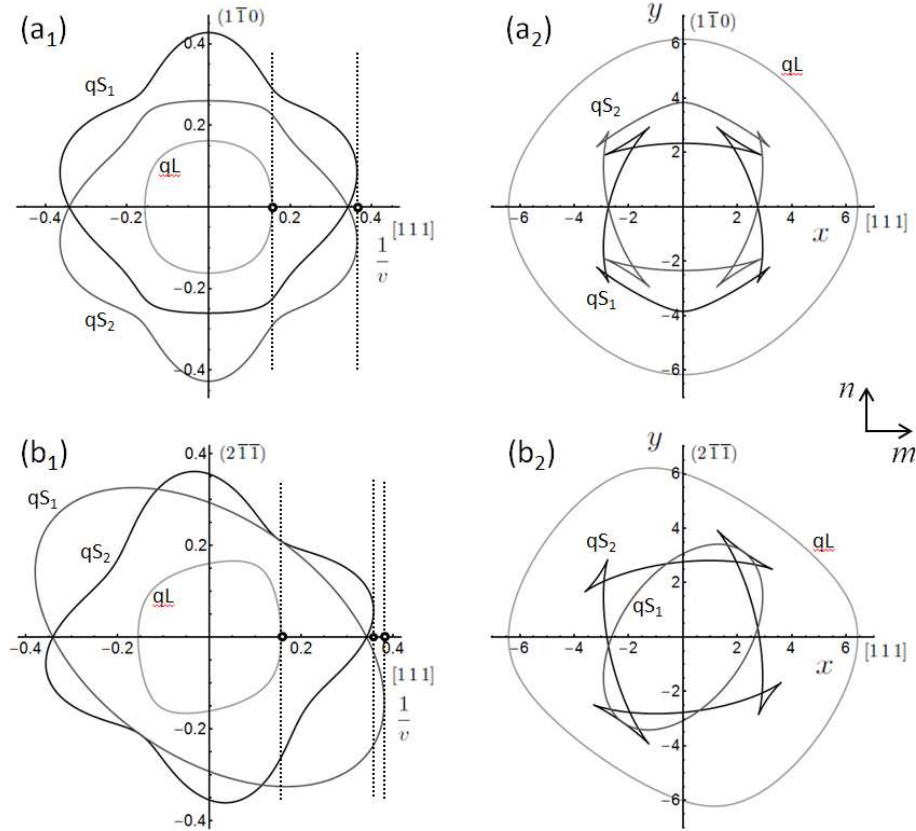 (a₁)
(1 1̅ 0)
0.4
qS₁
0.2
qL
-0.4
-0.2
0.2
0.4
[1 1 1]
1/v
-0.2
qS₂
-0.4
(a₂)
y
(1 1̅ 0)
6
qL
4
qS₂
2
-6
-4
-2
2
4
6
x
[1 1 1]
-2
qS₁
-4
-6
n
m
(b₁)
0.4
(2 1̅ 1̅)
qS₁
qS₂
0.2
qL
-0.4
-0.2
0.2
0.4
[1 1 1]
1/v
-0.2
-0.4
(b₂)
y
(2 1̅ 1̅)
6
qL
4
qS₂
2
qS₁
-6
-4
-2
2
4
6
x
[1 1 1]
-2
-4
-6